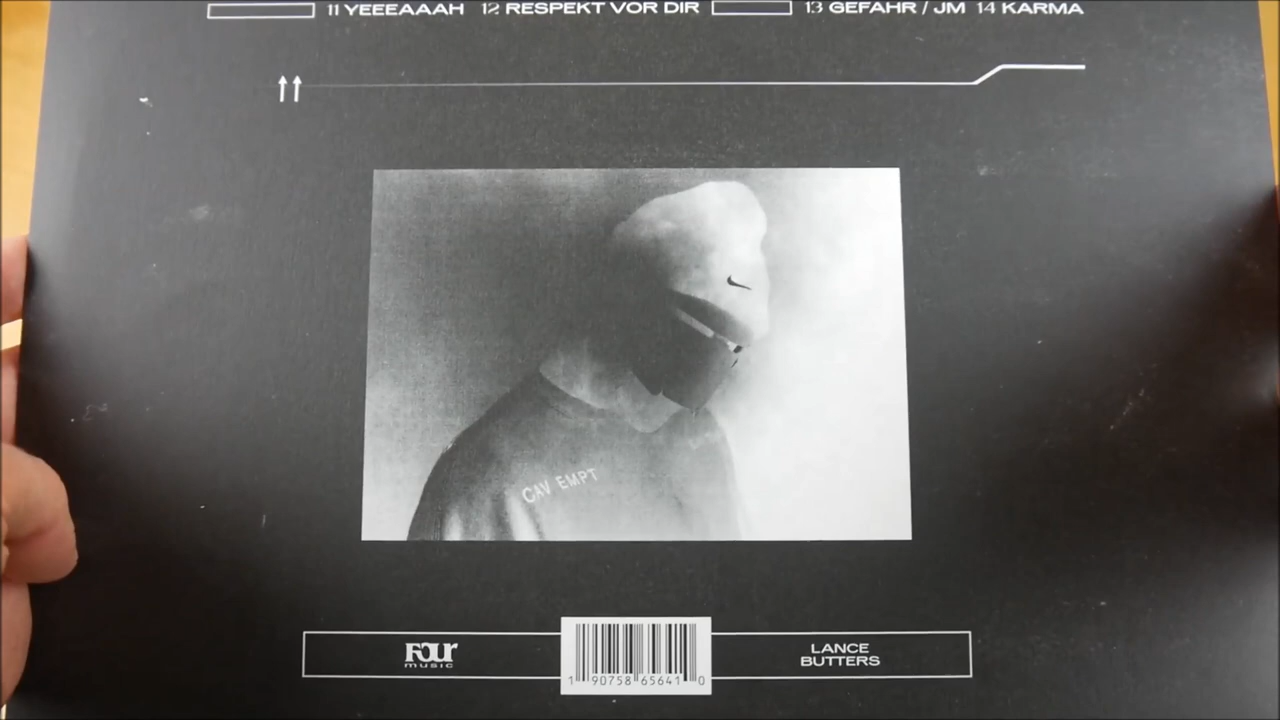 11 YEEEAAAH 12 RESPEKT VOR DIR 13 GEFAHR / JM 14 KARMA
CAV EMPT
FOUR
MUSIC
1 90758 65641 0
LANCE
BUTTERS